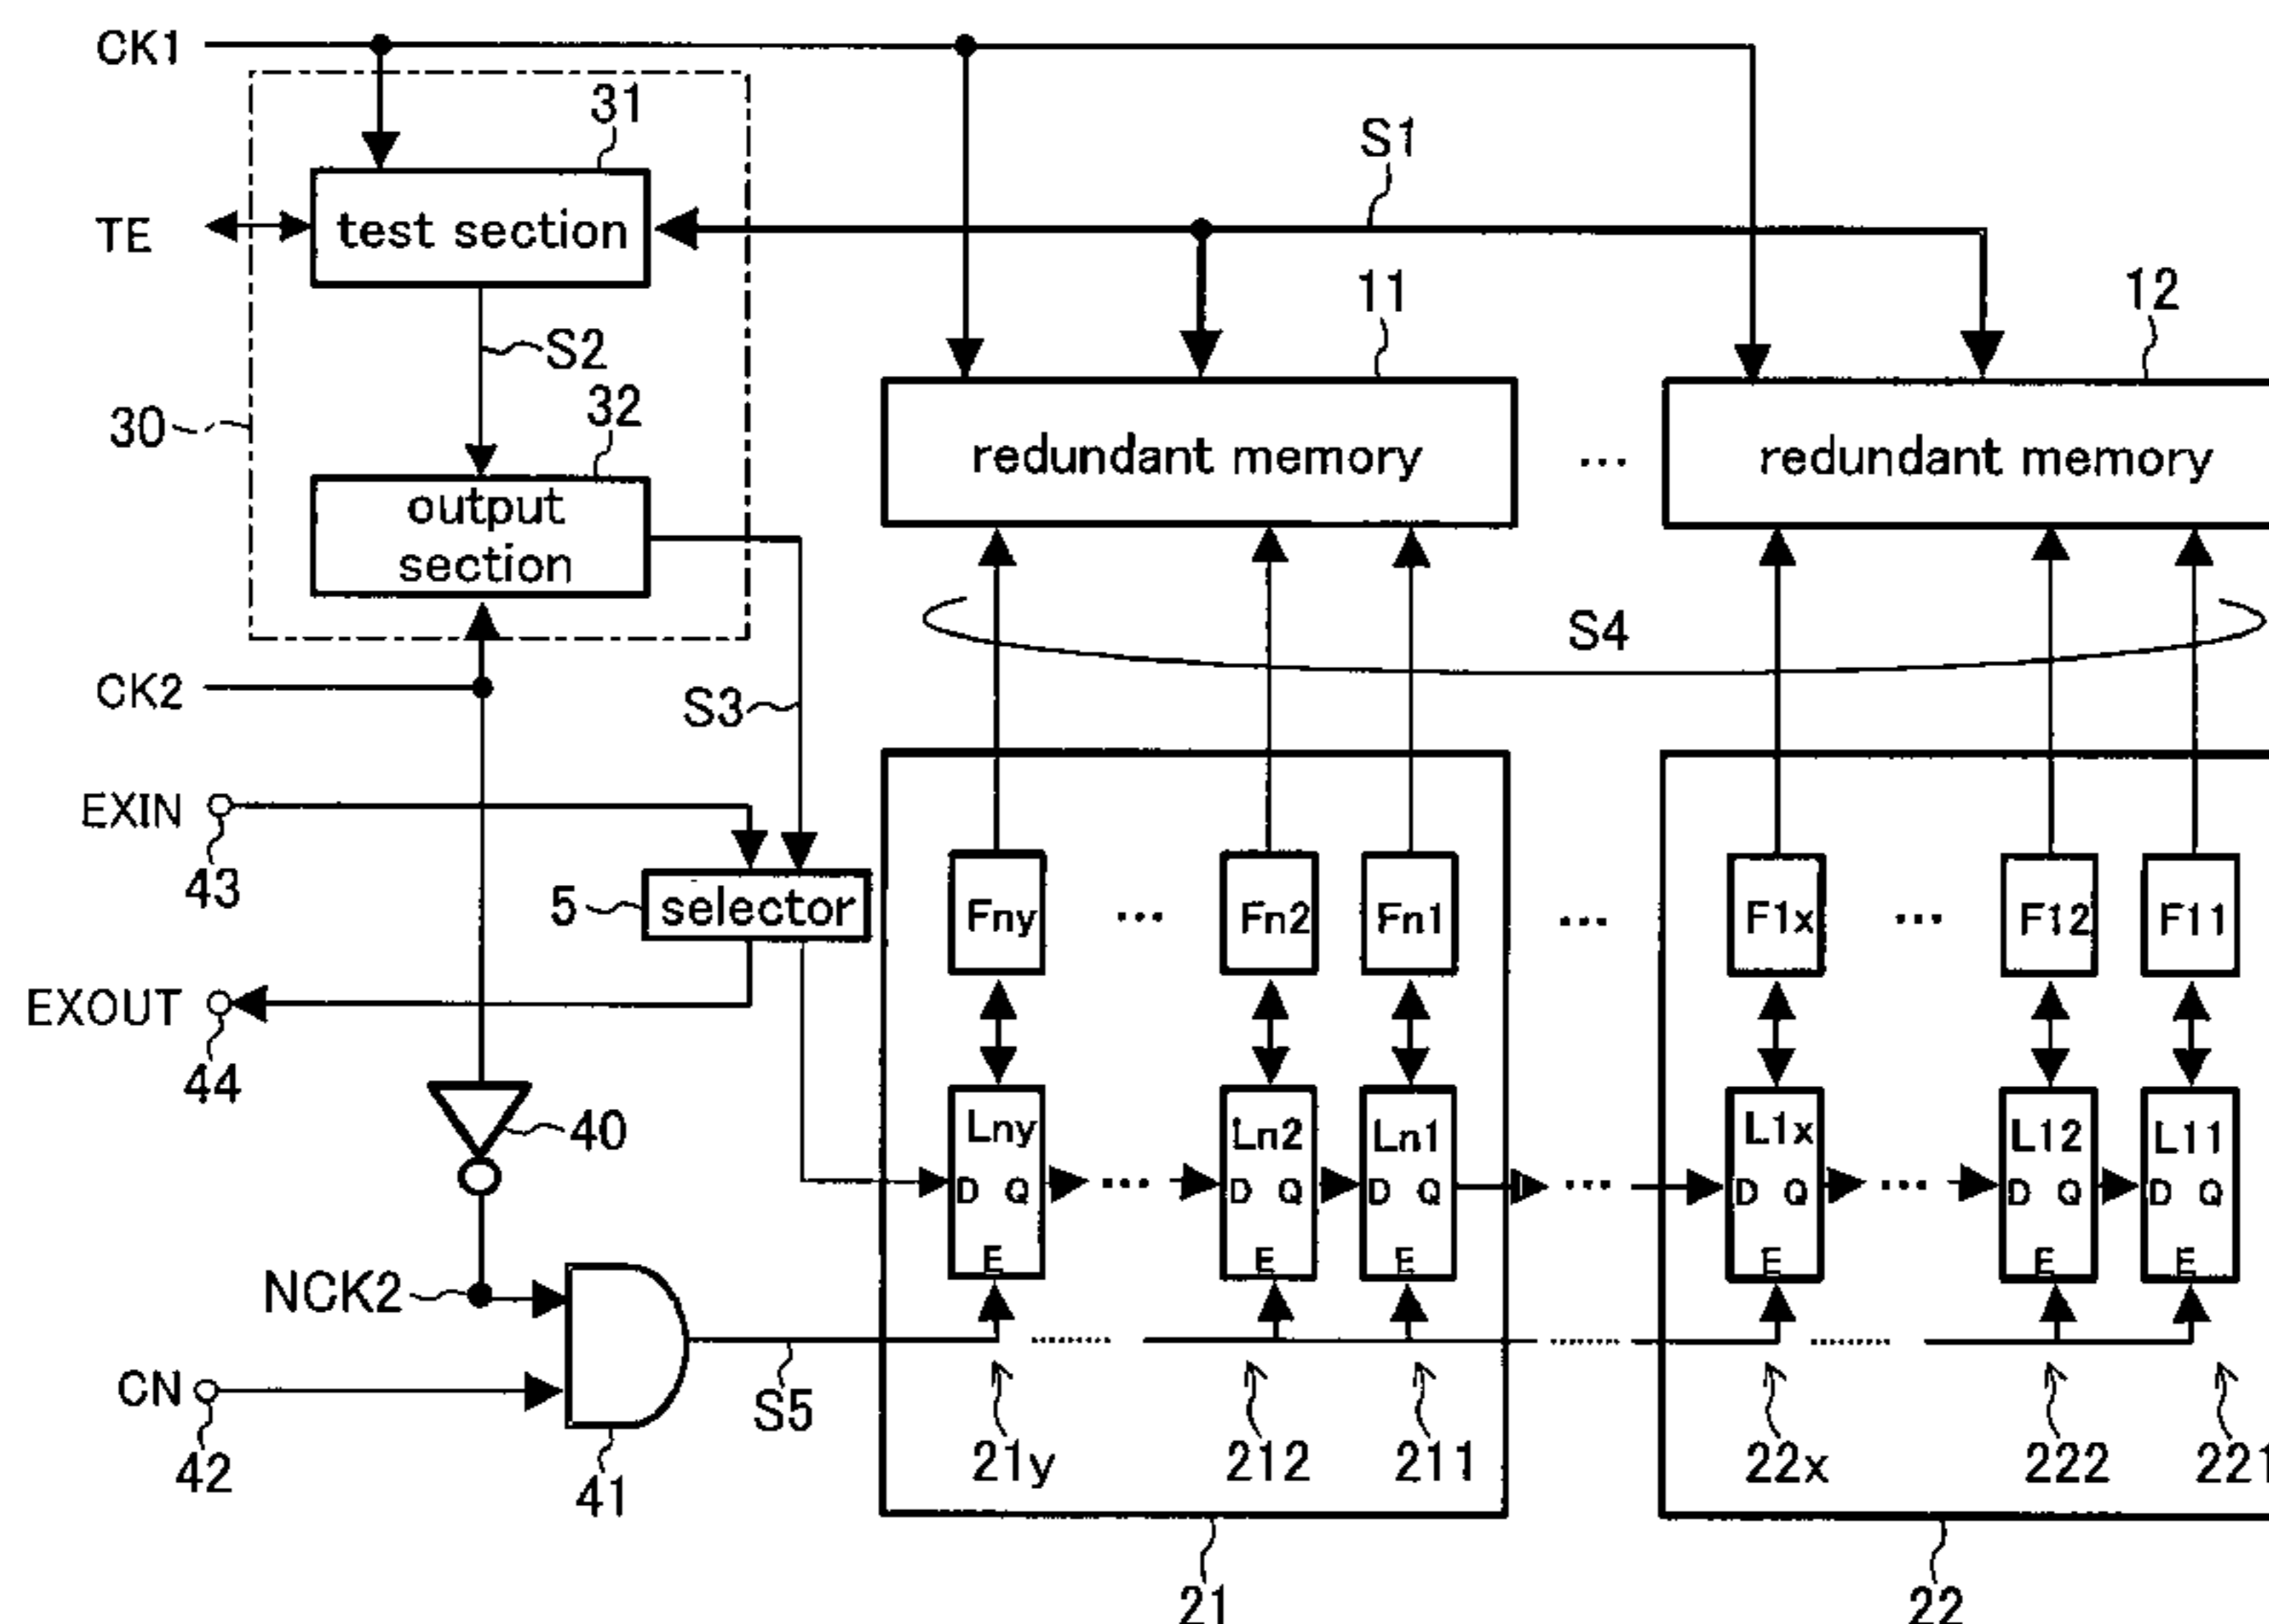 CK1
31
S1
TE
test section
11
12
S2
30
32
redundant memory
...
redundant memory
output
section
S4
CK2
S3
EXIN
43
5
selector
Fny
...
Fn2
Fn1
...
F1x
...
F12
F11
EXOUT
44
40
Lny
D Q
E
...
Ln2
D Q
E
Ln1
D Q
E
...
L1x
D Q
E
...
L12
D Q
E
L11
D Q
E
NCK2
CN
42
41
S5
21y
212
211
22x
222
221
21
22